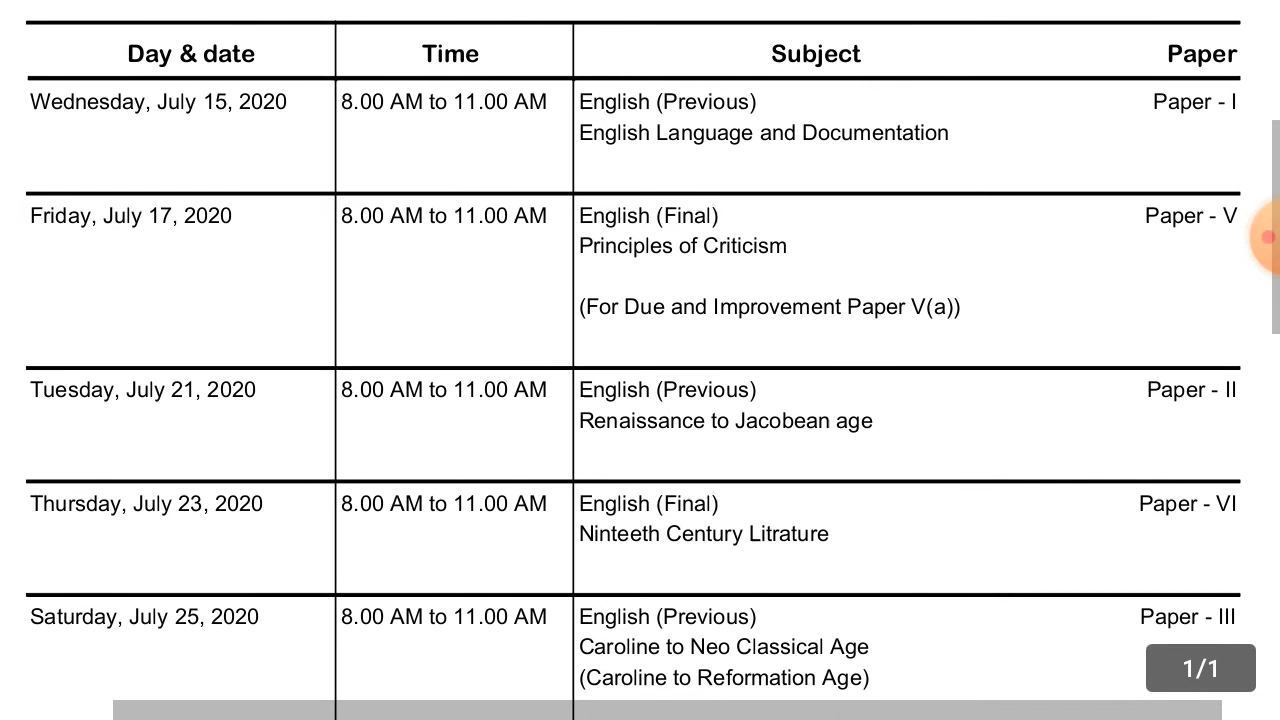 Day & date Time Subject Paper
Wednesday, July 15, 2020 8.00 AM to 11.00 AM English (Previous) Paper - I
English Language and Documentation
Friday, July 17, 2020 8.00 AM to 11.00 AM English (Final) Paper - V
Principles of Criticism
(For Due and Improvement Paper V(a))
Tuesday, July 21, 2020 8.00 AM to 11.00 AM English (Previous) Paper - II
Renaissance to Jacobean age
Thursday, July 23, 2020 8.00 AM to 11.00 AM English (Final) Paper - VI
Ninteeth Century Litrature
Saturday, July 25, 2020 8.00 AM to 11.00 AM English (Previous) Paper - III
Caroline to Neo Classical Age
(Caroline to Reformation Age)
1/1